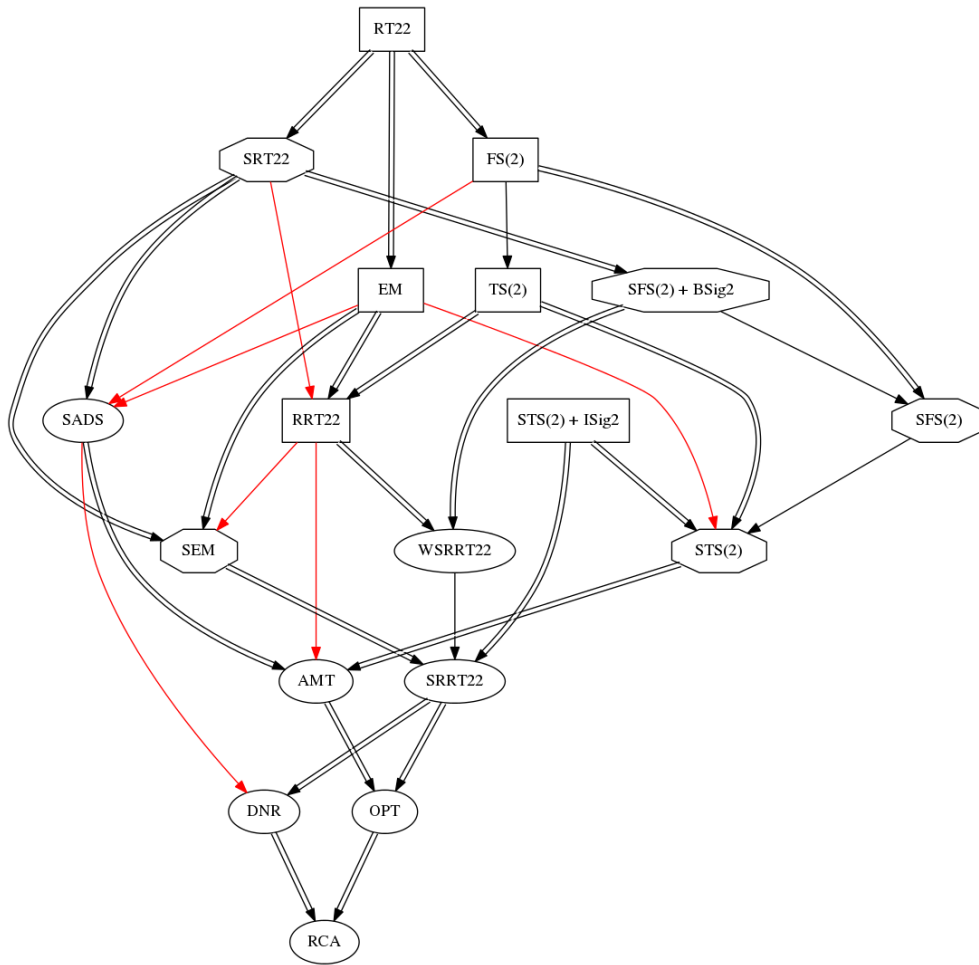 RT22
SRT22
FS(2)
EM
TS(2)
SFS(2) + BSig2
SADS
RRT22
STS(2) + ISig2
SFS(2)
SEM
WSRRT22
STS(2)
AMT
SRRT22
DNR
OPT
RCA